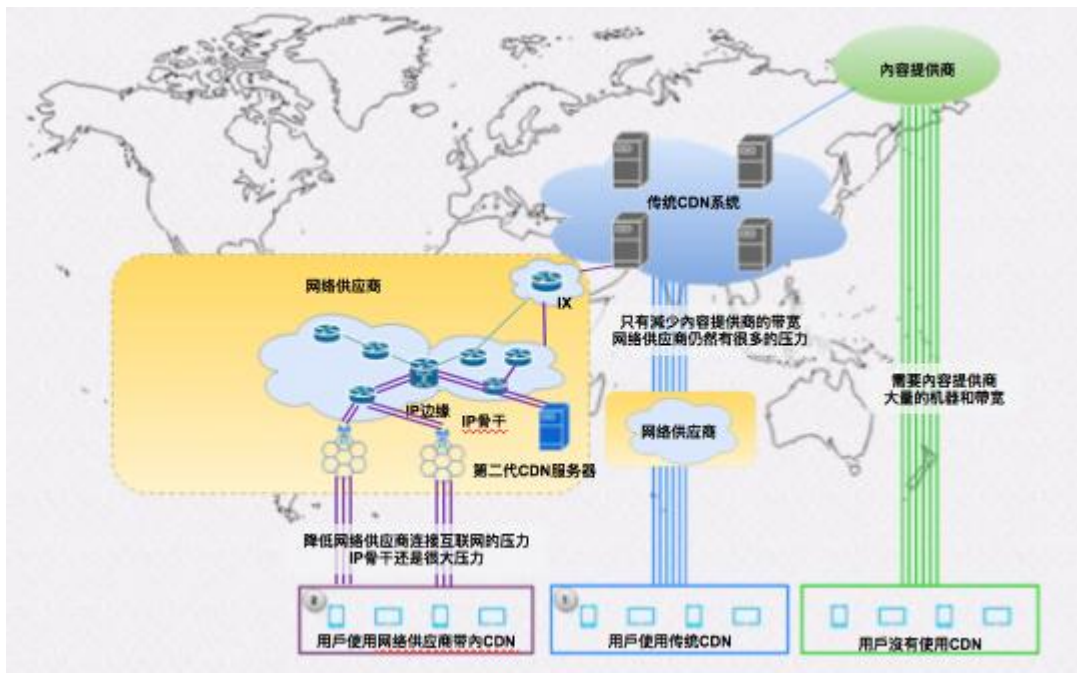 內容提供商
传统CDN系统
网络供应商
IX
只有減少內容提供商的带宽
网络供应商仍然有很多的压力
需要內容提供商
大量的机器和带宽
IP边缘
IP骨干
网络供应商
第二代CDN服务器
降低网络供应商连接互联网的压力
IP骨干还是很大压力
2
1
用戶使用网络供应商带內CDN
用戶使用传统CDN
用戶沒有使用CDN